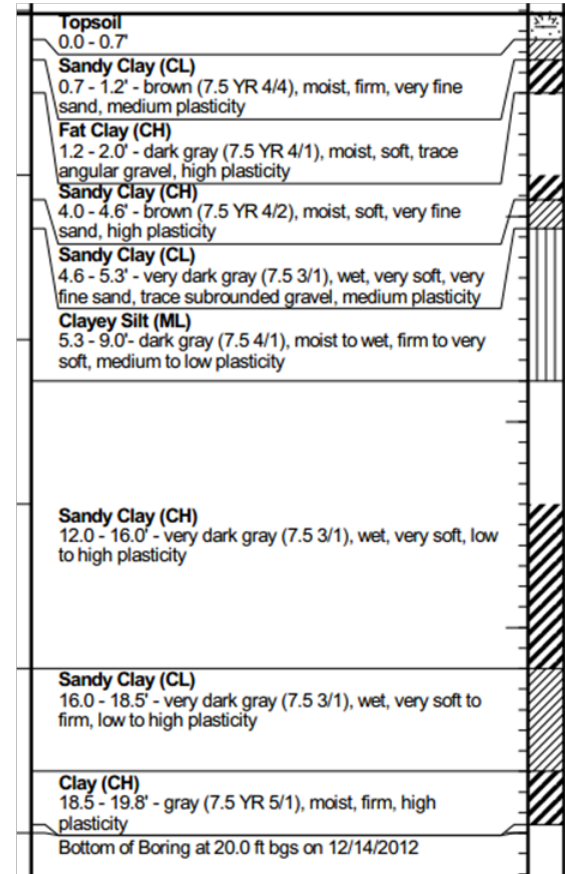 Topsoil
0.0 - 0.7'
Sandy Clay (CL)
0.7 - 1.2' - brown (7.5 YR 4/4), moist, firm, very fine
sand, medium plasticity
Fat Clay (CH)
1.2 - 2.0' - dark gray (7.5 YR 4/1), moist, soft, trace
angular gravel, high plasticity
Sandy Clay (CH)
4.0 - 4.6' - brown (7.5 YR 4/2), moist, soft, very fine
sand, high plasticity
Sandy Clay (CL)
4.6 - 5.3' - very dark gray (7.5 3/1), wet, very soft, very
fine sand, trace subrounded gravel, medium plasticity
Clayey Silt (ML)
5.3 - 9.0'- dark gray (7.5 4/1), moist to wet, firm to very
soft, medium to low plasticity
Sandy Clay (CH)
12.0 - 16.0' - very dark gray (7.5 3/1), wet, very soft, low
to high plasticity
Sandy Clay (CL)
16.0 - 18.5' - very dark gray (7.5 3/1), wet, very soft to
firm, low to high plasticity
Clay (CH)
18.5 - 19.8' - gray (7.5 YR 5/1), moist, firm, high
plasticity
Bottom of Boring at 20.0 ft bgs on 12/14/2012